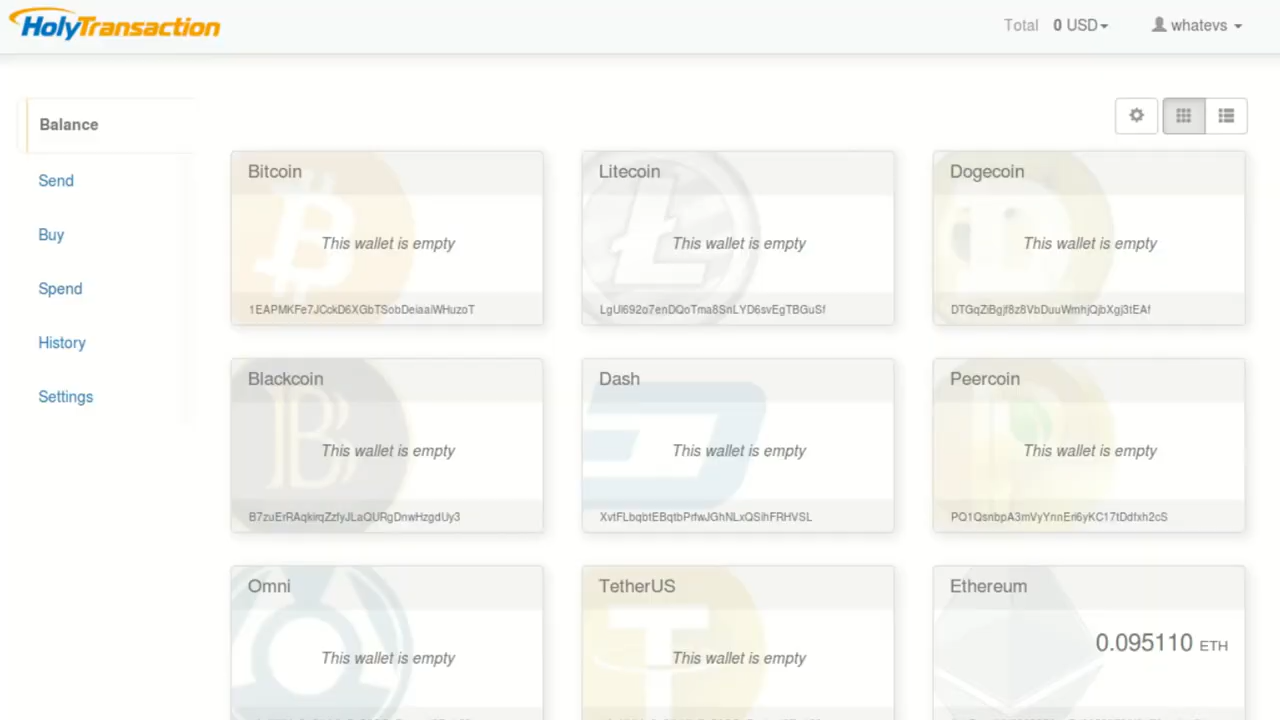 HolyTransaction
Total 0 USD
whatevs
Balance
Send
Buy
Spend
History
Settings
Bitcoin
This wallet is empty
1EAPMKFe7JCckD6XGbTSobDeiaaiWHuzoT
Litecoin
This wallet is empty
LgUi692o7enDQoTma8SnLYD6svEgTBGuSf
Dogecoin
This wallet is empty
DTGqZiBgjf8z8VbDuuWmhjQjbXgj3tEAf
Blackcoin
This wallet is empty
B7zuErRAqkirqZzfyJLaQURgDnwHzgdUy3
Dash
This wallet is empty
XvtFLbqbtEBqtbPrfwJGhNLxQSihFRHVSL
Peercoin
This wallet is empty
PQ1QsnbpA3mVyYnnEri6yKC17tDdfxh2cS
Omni
This wallet is empty
TetherUS
This wallet is empty
Ethereum
0.095110 ETH